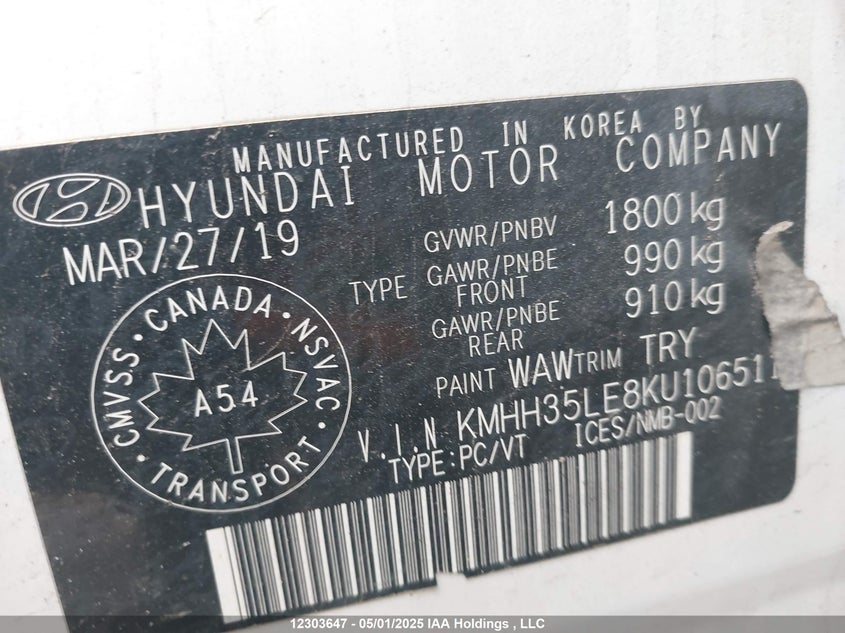 MANUFACTURED IN KOREA BY
HYUNDAI MOTOR COMPANY
MAR/27/19
GVWR/PNBV 1800 kg
TYPE GAWR/PNBE FRONT 990 kg
GAWR/PNBE REAR 910 kg
PAINT WAW TRIM TRY
V.I.N KMHH35LE8KU106511
TYPE:PC/VT ICES/NMB-002
CANADA · NSVAC · TRANSPORT · CMVSS ·
A54
12303647 - 05/01/2025 IAA Holdings , LLC